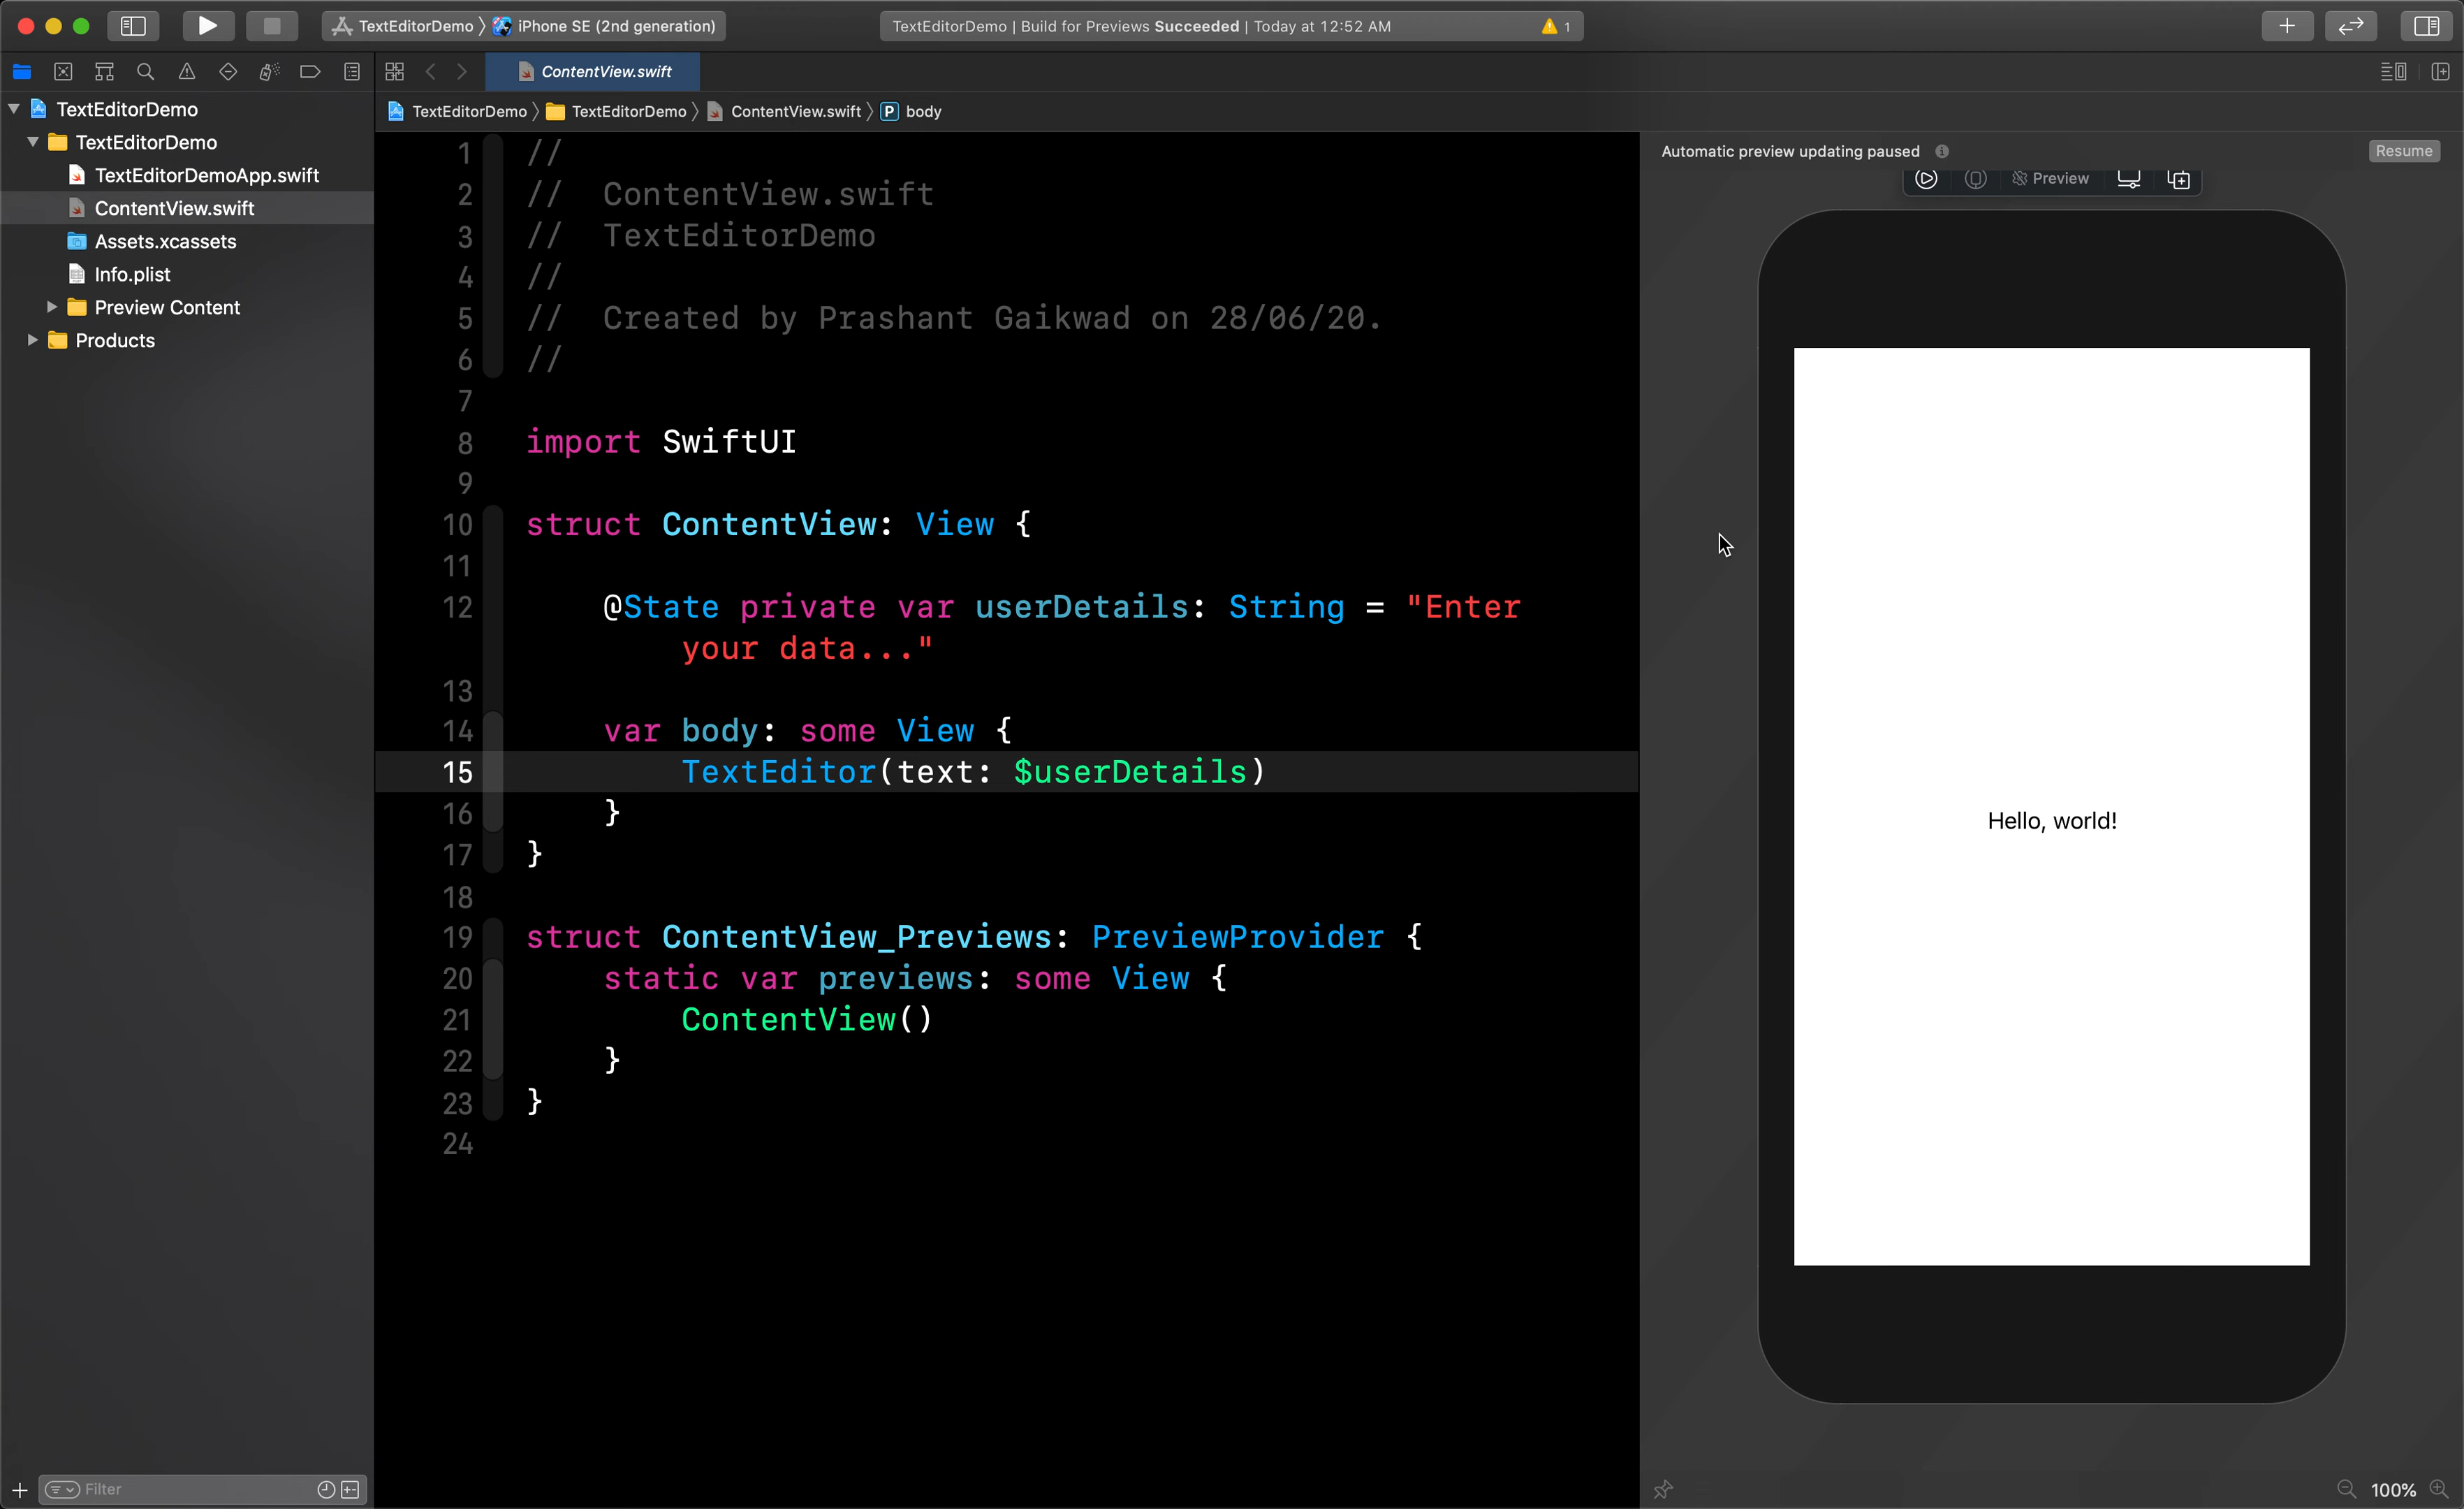 TextEditorDemo 〉 iPhone SE (2nd generation)
TextEditorDemo | Build for Previews Succeeded | Today at 12:52 AM
1
ContentView.swift
TextEditorDemo 〉 TextEditorDemo 〉 ContentView.swift 〉 P body
TextEditorDemo
TextEditorDemo
TextEditorDemoApp.swift
ContentView.swift
Assets.xcassets
Info.plist
Preview Content
Products
Filter
1 //
2 //  ContentView.swift
3 //  TextEditorDemo
4 //
5 //  Created by Prashant Gaikwad on 28/06/20.
6 //
7
8 import SwiftUI
9
10 struct ContentView: View {
11
12     @State private var userDetails: String = "Enter
your data..."
13
14     var body: some View {
15         TextEditor(text: $userDetails)
16     }
17 }
18
19 struct ContentView_Previews: PreviewProvider {
20     static var previews: some View {
21         ContentView()
22     }
23 }
24
Automatic preview updating paused
Resume
Preview
Hello, world!
100%